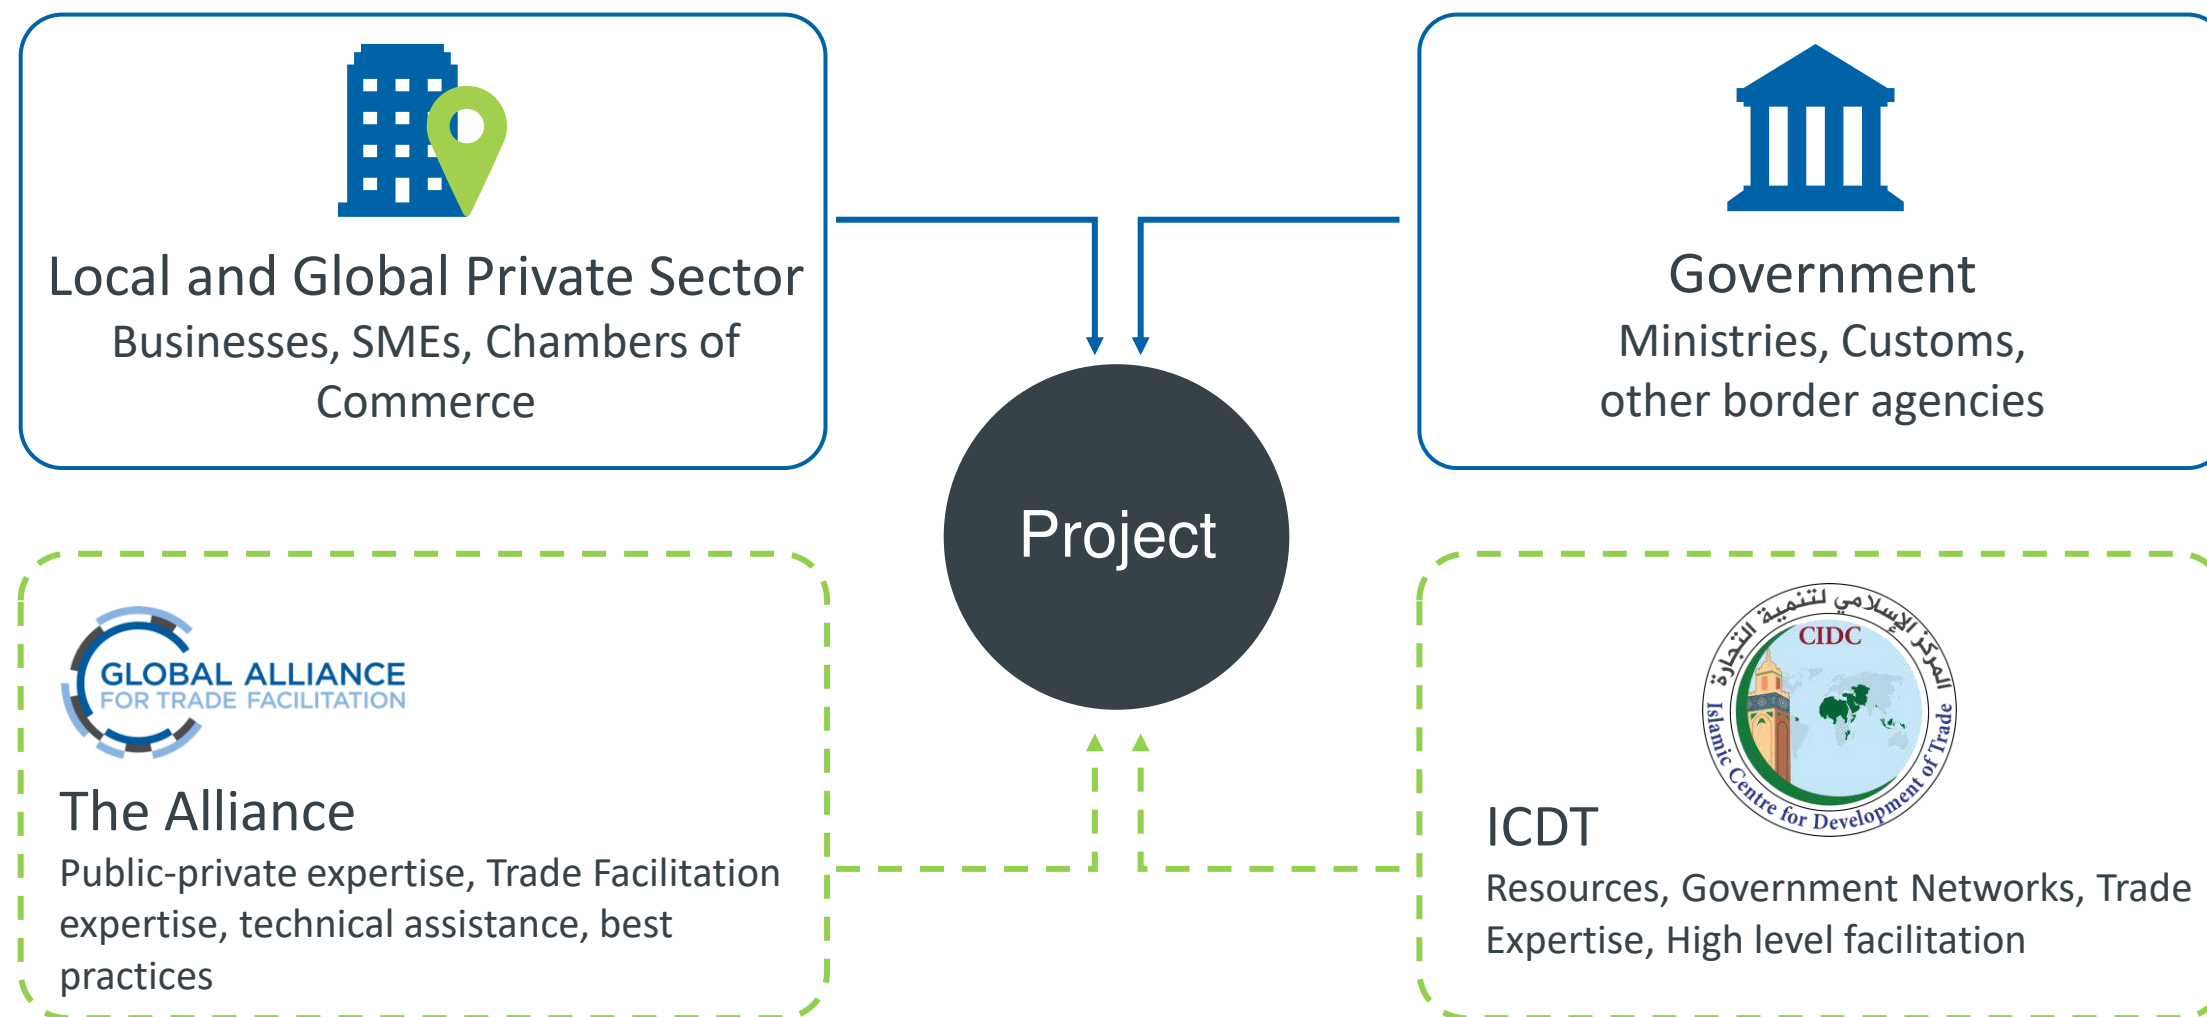 Local and Global Private Sector
Businesses, SMEs, Chambers of
Commerce
Government
Ministries, Customs,
other border agencies
Project
GLOBAL ALLIANCE
FOR TRADE FACILITATION
The Alliance
Public-private expertise, Trade Facilitation
expertise, technical assistance, best
practices
المركز الإسلامي لتنمية التجارة
CIDC
Islamic Centre for Development of Trade
ICDT
Resources, Government Networks, Trade
Expertise, High level facilitation